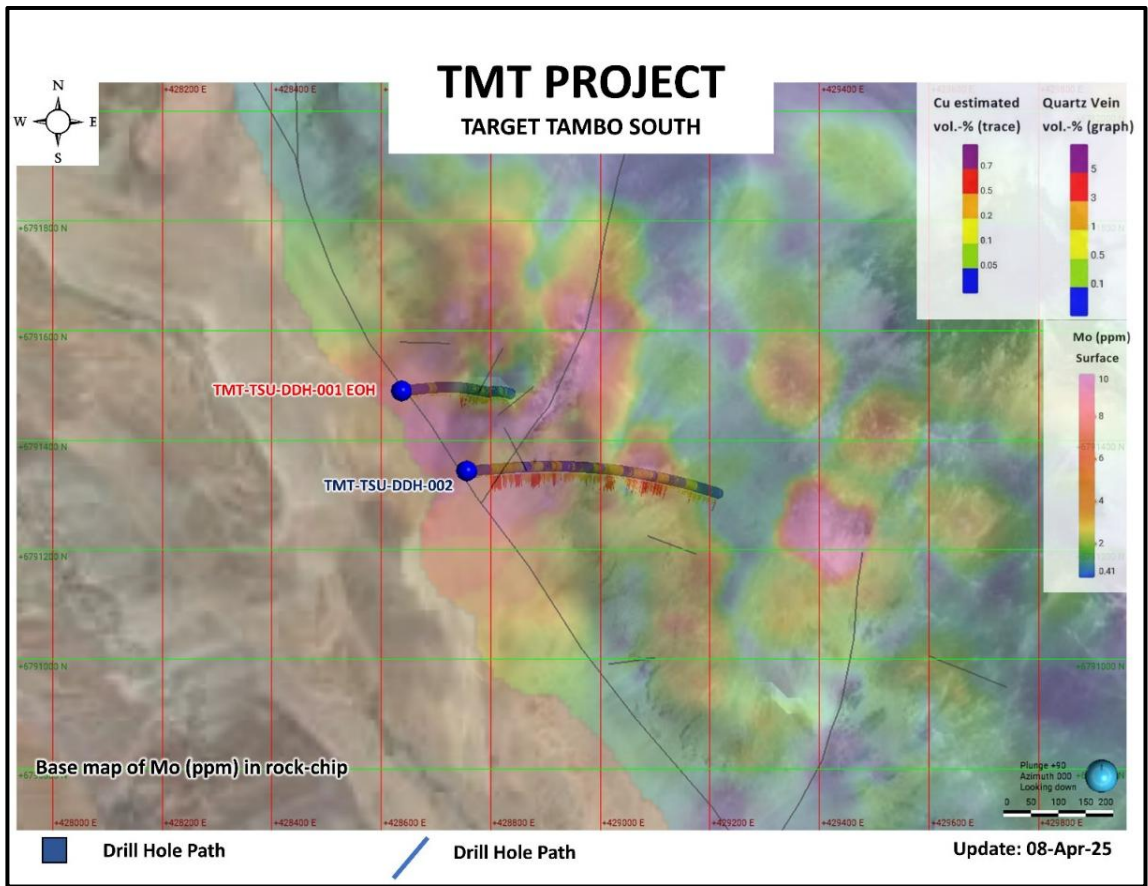 TMT PROJECT
TARGET TAMBO SOUTH
N
W E
S
+428200 E
+428400 E
+429400 E
Cu estimated
vol.-% (trace)
0.7
0.5
0.2
0.1
0.05
Quartz Vein
vol.-% (graph)
5
3
1
0.5
0.1
+6791800 N
+6791600 N
Mo (ppm)
Surface
10
8
6
4
2
0.41
TMT-TSU-DDH-001 EOH
+6791400 N
+6791400 N
TMT-TSU-DDH-002
+6791200 N
+6791000 N
+6791000 N
Base map of Mo (ppm) in rock-chip
Plunge +90
Azimuth 000
Looking down
0 50 100 150 200
+428000 E
+428200 E
+428400 E
+428600 E
+428800 E
+429000 E
+429200 E
+429400 E
+429600 E
+429800 E
Drill Hole Path
Drill Hole Path
Update: 08-Apr-25